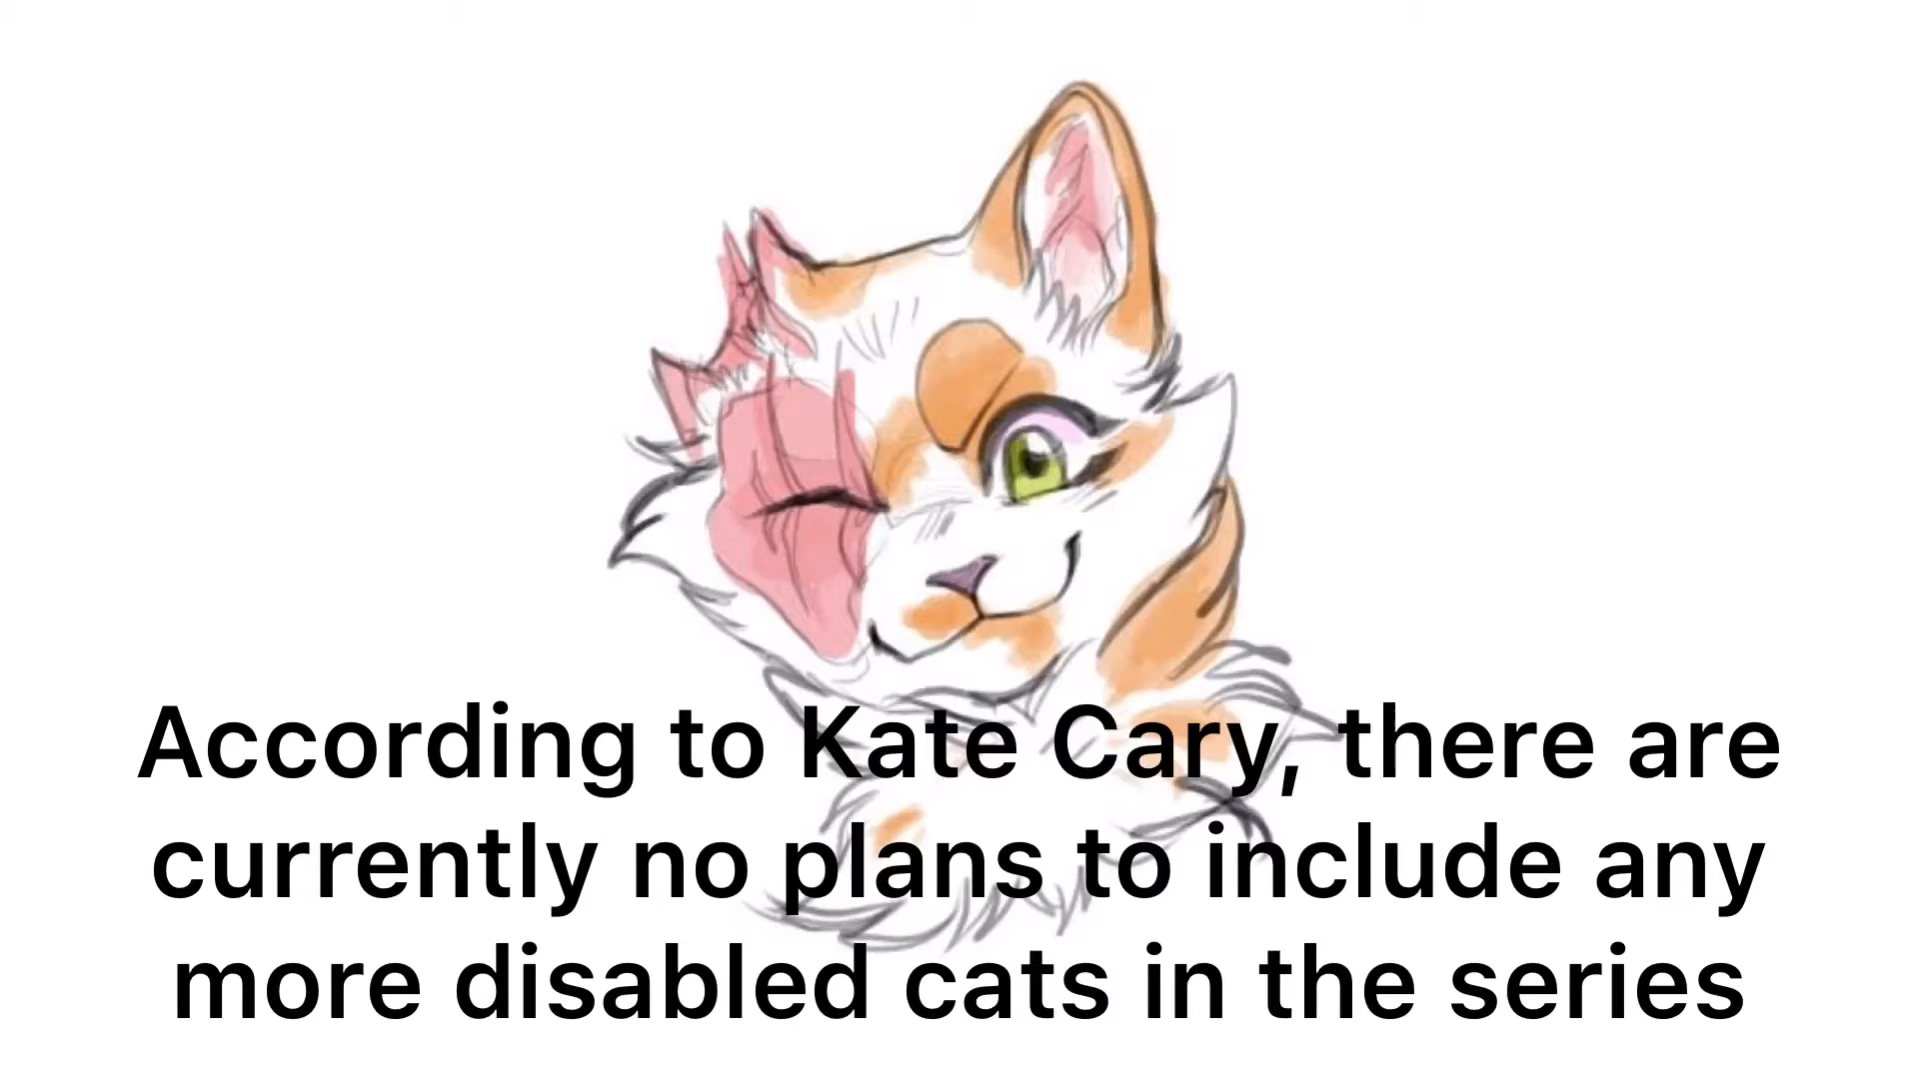 According to Kate Cary, there are
currently no plans to include any
more disabled cats in the series